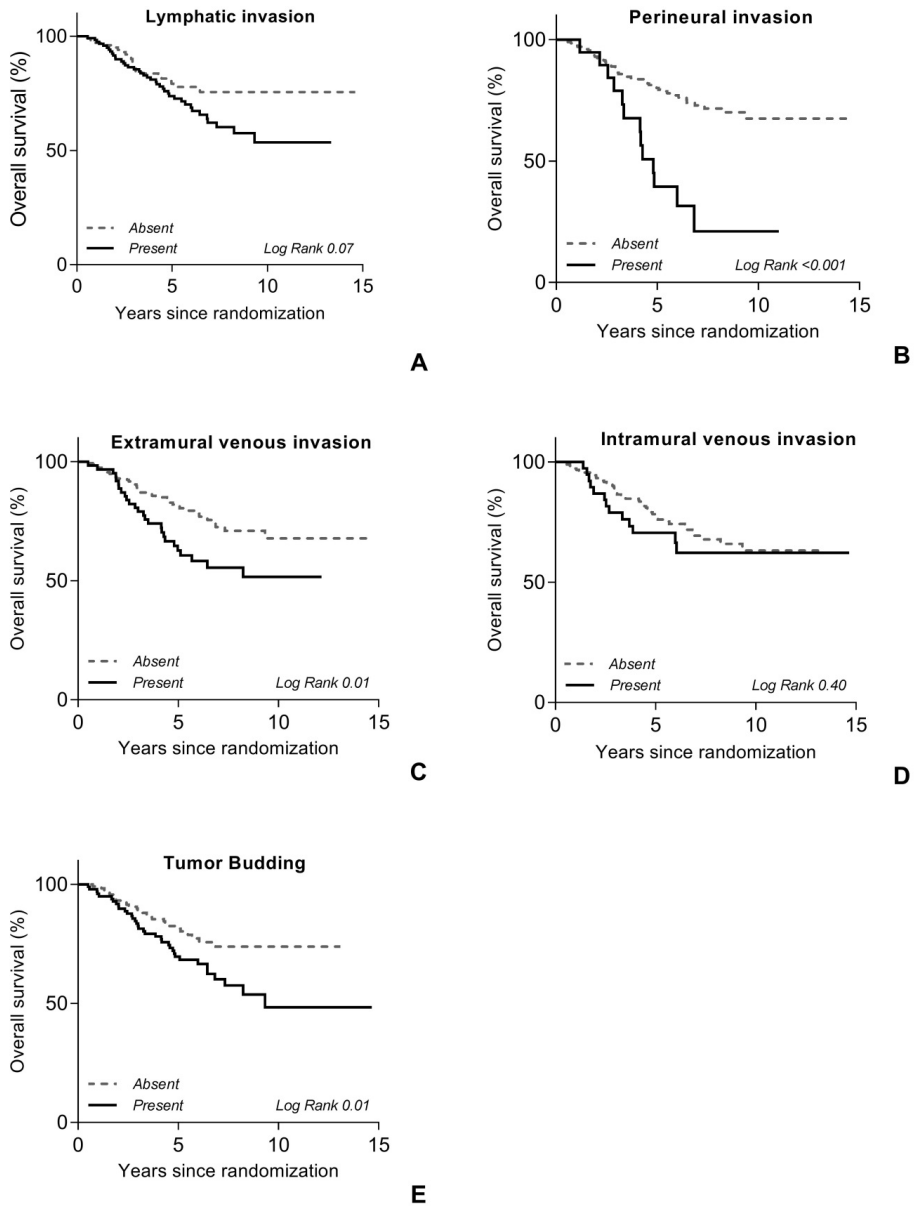 Lymphatic invasion
Overall survival (%)
100
50
0
Absent
Present
Log Rank 0.07
0 5 10 15
Years since randomization
A
Perineural invasion
Overall survival (%)
100
50
0
Absent
Present
Log Rank <0.001
0 5 10 15
Years since randomization
B
Extramural venous invasion
Overall survival (%)
100
50
0
Absent
Present
Log Rank 0.01
0 5 10 15
Years since randomization
C
Intramural venous invasion
Overall survival (%)
100
50
0
Absent
Present
Log Rank 0.40
0 5 10 15
Years since randomization
D
Tumor Budding
Overall survival (%)
100
50
0
Absent
Present
Log Rank 0.01
0 5 10 15
Years since randomization
E